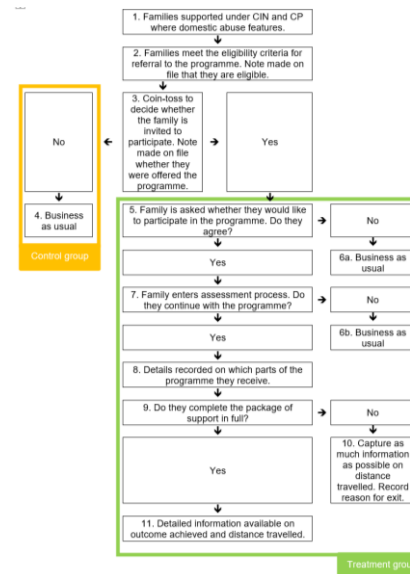 1. Families supported under CIN and CP
where domestic abuse features.
2. Families meet the eligibility criteria for
referral to the programme. Note made on
file that they are eligible.
3. Coin-toss to
decide whether
the family is
invited to
participate. Note
made on file
whether they
were offered the
programme.
No
Yes
4. Business
as usual
Control group
5. Family is asked whether they would like
to participate in the programme. Do they
agree?
No
Yes
6a. Business as
usual
7. Family enters assessment process. Do
they continue with the programme?
No
Yes
6b. Business as
usual
8. Details recorded on which parts of the
programme they receive.
9. Do they complete the package of
support in full?
No
Yes
10. Capture as
much information
as possible on
distance
travelled. Record
reason for exit.
11. Detailed information available on
outcome achieved and distance travelled.
Treatment grou